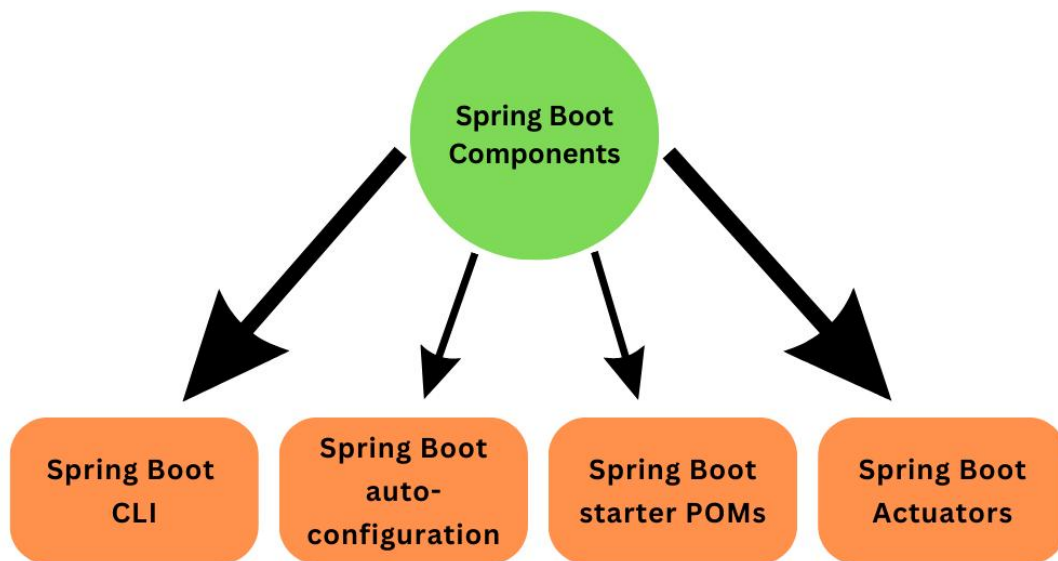 Spring Boot
Components
Spring Boot
CLI
Spring Boot
auto-
configuration
Spring Boot
starter POMs
Spring Boot
Actuators